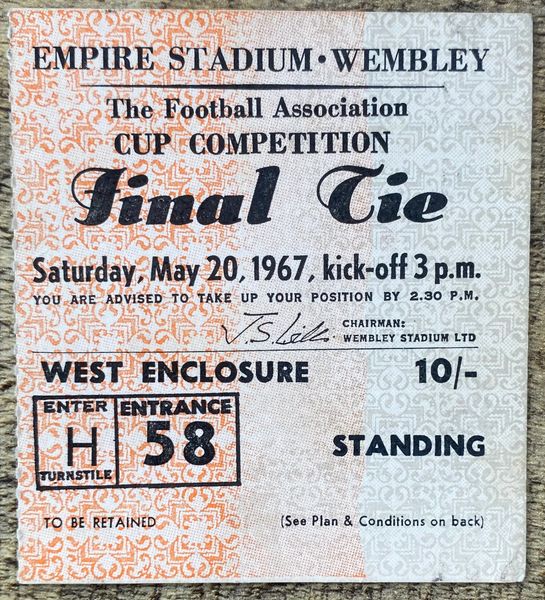 EMPIRE STADIUM · WEMBLEY
The Football Association
CUP COMPETITION
Final Tie
Saturday, May 20, 1967, kick-off 3 p.m.
YOU ARE ADVISED TO TAKE UP YOUR POSITION BY 2.30 P.M.
CHAIRMAN:
WEMBLEY STADIUM LTD
WEST ENCLOSURE 10/-
ENTER
H
TURNSTILE
ENTRANCE
58
STANDING
TO BE RETAINED (See Plan & Conditions on back)